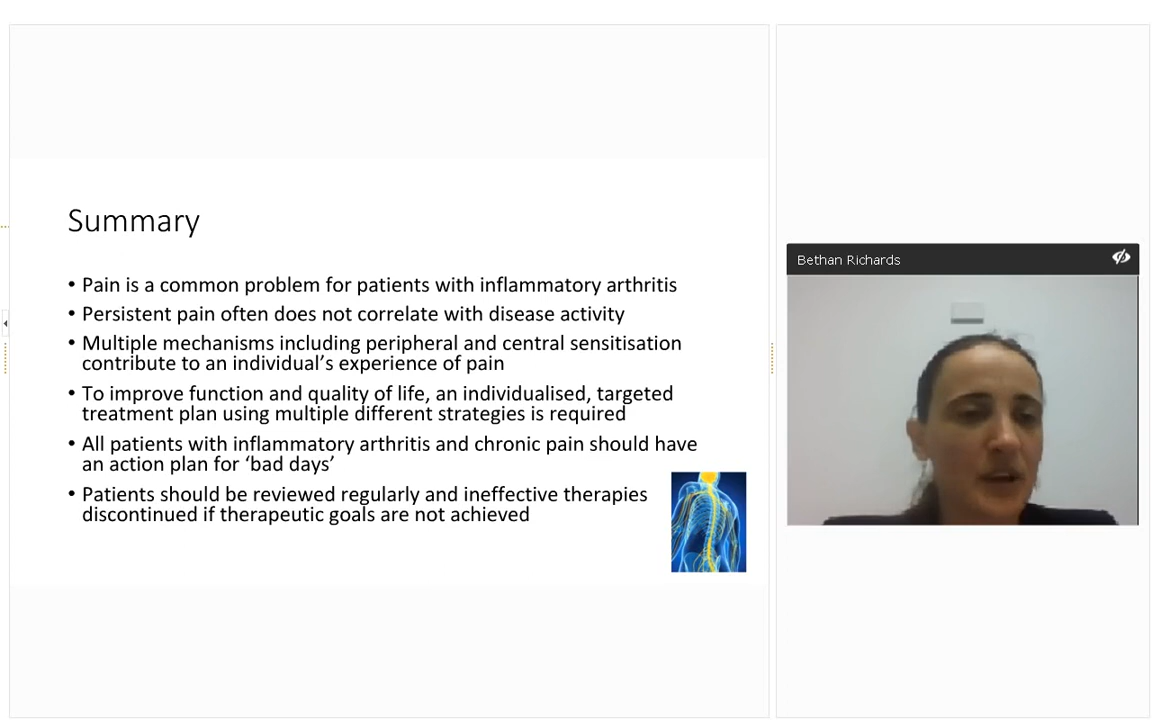 Summary
• Pain is a common problem for patients with inflammatory arthritis
• Persistent pain often does not correlate with disease activity
• Multiple mechanisms including peripheral and central sensitisation
contribute to an individual’s experience of pain
• To improve function and quality of life, an individualised, targeted
treatment plan using multiple different strategies is required
• All patients with inflammatory arthritis and chronic pain should have
an action plan for ‘bad days’
• Patients should be reviewed regularly and ineffective therapies
discontinued if therapeutic goals are not achieved
Bethan Richards